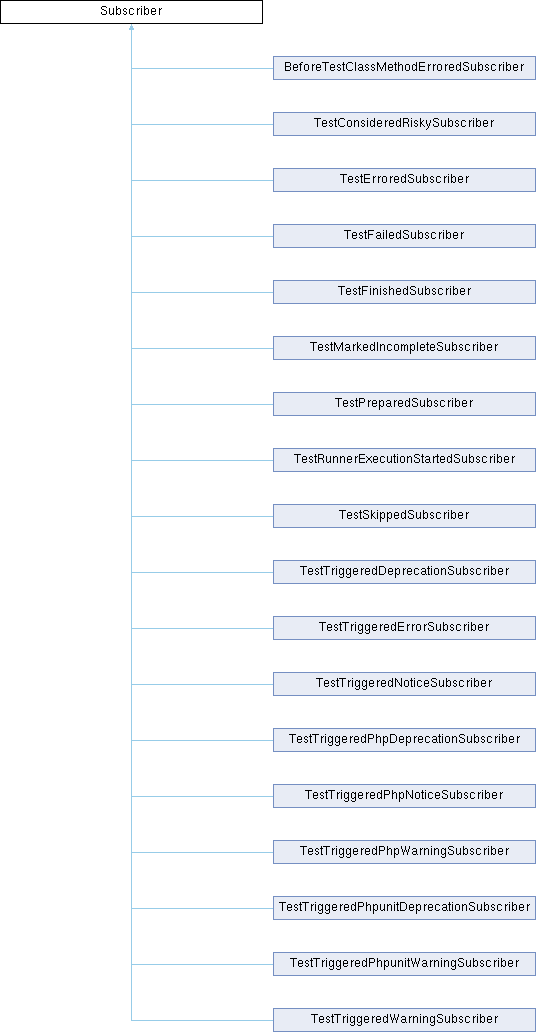 Subscriber
BeforeTestClassMethodErroredSubscriber
TestConsideredRiskySubscriber
TestErroredSubscriber
TestFailedSubscriber
TestFinishedSubscriber
TestMarkedIncompleteSubscriber
TestPreparedSubscriber
TestRunnerExecutionStartedSubscriber
TestSkippedSubscriber
TestTriggeredDeprecationSubscriber
TestTriggeredErrorSubscriber
TestTriggeredNoticeSubscriber
TestTriggeredPhpDeprecationSubscriber
TestTriggeredPhpNoticeSubscriber
TestTriggeredPhpWarningSubscriber
TestTriggeredPhpunitDeprecationSubscriber
TestTriggeredPhpunitWarningSubscriber
TestTriggeredWarningSubscriber